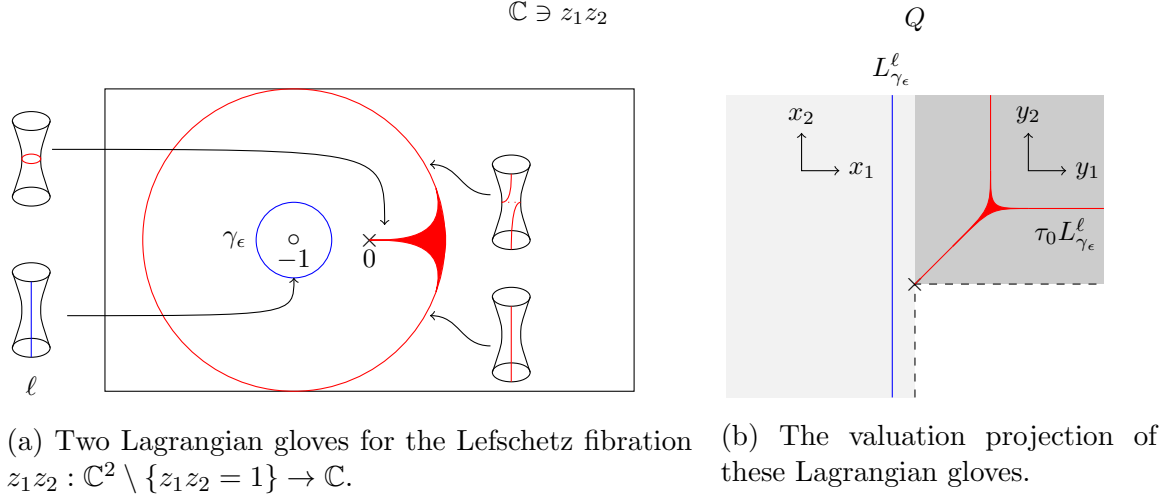 ℂ ∋ z₁z₂
Q
L^ℓ_{γ_ϵ}
x₂
y₂
x₁
y₁
γ_ϵ
−1
0
τ₀L^ℓ_{γ_ϵ}
ℓ
(a) Two Lagrangian gloves for the Lefschetz fibration
z₁z₂ : ℂ² \ {z₁z₂ = 1} → ℂ.
(b) The valuation projection of
these Lagrangian gloves.